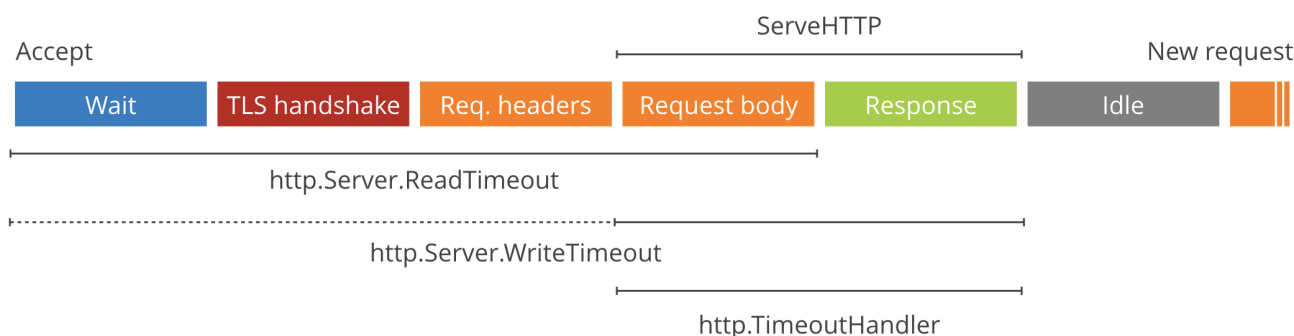 ServeHTTP
Accept
New request
Wait
TLS handshake
Req. headers
Request body
Response
Idle
http.Server.ReadTimeout
http.Server.WriteTimeout
http.TimeoutHandler